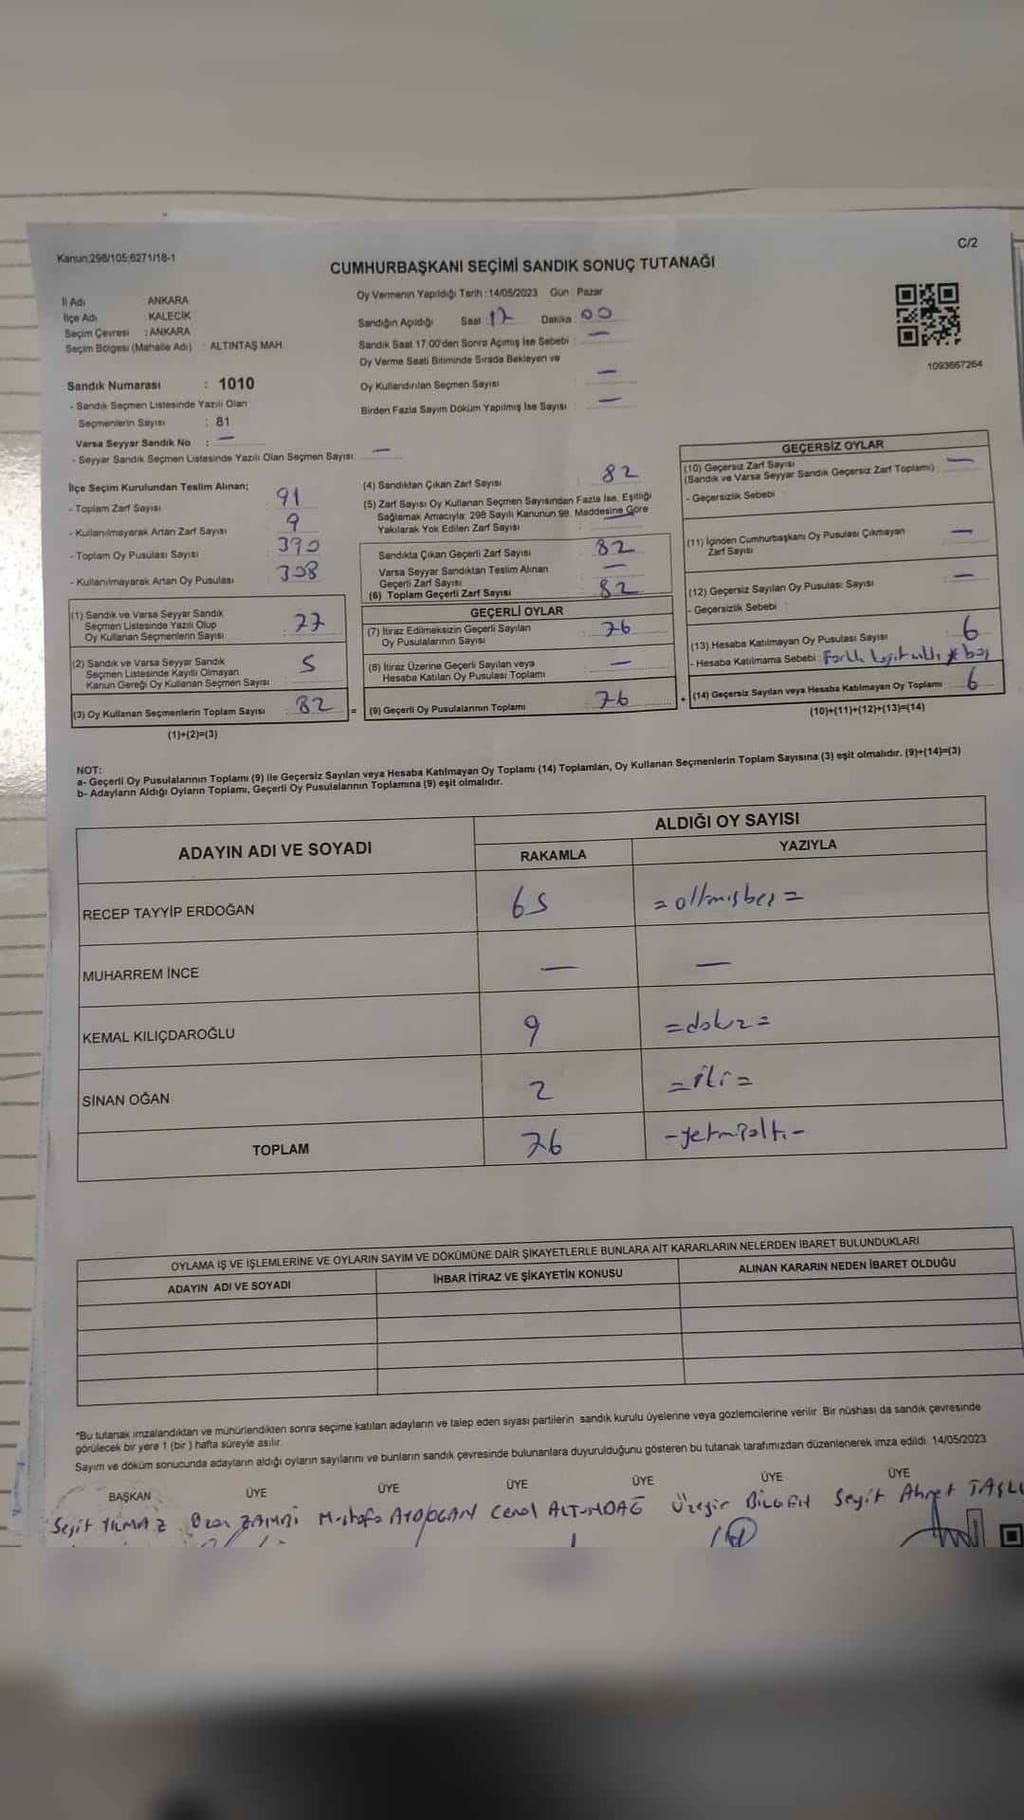 Kanun:298/105;6271/18-1
C/2
CUMHURBAŞKANI SEÇİMİ SANDIK SONUÇ TUTANAĞI
İl Adı ANKARA
İlçe Adı KALECİK
Seçim Çevresi : ANKARA
Seçim Bölgesi (Mahalle Adı) : ALTINTAŞ MAH.
Oy Vermenin Yapıldığı Tarih : 14/05/2023 Gün : Pazar
Sandığın Açıldığı Saat 17 Dakika 00
Sandık Saat 17.00'den Sonra Açımış İse Sebebi —
Oy Verme Saati Bitiminde Sırada Bekleyen ve
Oy Kullandırılan Seçmen Sayısı —
Birden Fazla Sayım Döküm Yapılmış İse Sayısı —
1093667264
Sandık Numarası : 1010
- Sandık Seçmen Listesinde Yazılı Olan
Seçmenlerin Sayısı : 81
Varsa Seyyar Sandık No : —
- Seyyar Sandık Seçmen Listesinde Yazılı Olan Seçmen Sayısı: —
İlçe Seçim Kurulundan Teslim Alınan;
- Toplam Zarf Sayısı 91
- Kullanılmayarak Artan Zarf Sayısı 9
- Toplam Oy Pusulası Sayısı 390
- Kullanılmayarak Artan Oy Pusulası 308
(1) Sandık ve Varsa Seyyar Sandık
Seçmen Listesinde Yazılı Olup
Oy Kullanan Seçmenlerin Sayısı : 77
(2) Sandık ve Varsa Seyyar Sandık
Seçmen Listesinde Kayıtlı Olmayan
Kanun Gereği Oy Kullanan Seçmen Sayısı : 5
(3) Oy Kullanan Seçmenlerin Toplam Sayısı : 82
(1)+(2)=(3)
(4) Sandıktan Çıkan Zarf Sayısı 82
(5) Zarf Sayısı Oy Kullanan Seçmen Sayısından Fazla İse, Eşitliği
Sağlamak Amacıyla; 298 Sayılı Kanunun 98. Maddesine Göre
Yakılarak Yok Edilen Zarf Sayısı : —
Sandıkta Çıkan Geçerli Zarf Sayısı 82
Varsa Seyyar Sandıktan Teslim Alınan
Geçerli Zarf Sayısı : —
(6) Toplam Geçerli Zarf Sayısı 82
GEÇERLİ OYLAR
(7) İtiraz Edilmeksizin Geçerli Sayılan
Oy Pusulalarının Sayısı : 76
(8) İtiraz Üzerine Geçerli Sayılan veya
Hesaba Katılan Oy Pusulası Toplamı : —
= (9) Geçerli Oy Pusulalarının Toplamı 76
GEÇERSİZ OYLAR
(10) Geçersiz Zarf Sayısı
(Sandık ve Varsa Seyyar Sandık Geçersiz Zarf Toplamı) —
- Geçersizlik Sebebi
(11) İçinden Cumhurbaşkanı Oy Pusulası Çıkmayan
Zarf Sayısı —
(12) Geçersiz Sayılan Oy Pusulası Sayısı —
- Geçersizlik Sebebi :
(13) Hesaba Katılmayan Oy Pusulası Sayısı 6
- Hesaba Katılmama Sebebi : boş
+ (14) Geçersiz Sayılan veya Hesaba Katılmayan Oy Toplamı 6
(10)+(11)+(12)+(13)=(14)
NOT:
a- Geçerli Oy Pusulalarının Toplamı (9) ile Geçersiz Sayılan veya Hesaba Katılmayan Oy Toplamı (14) Toplamları, Oy Kullanan Seçmenlerin Toplam Sayısına (3) eşit olmalıdır. (9)+(14)=(3)
b- Adayların Aldığı Oyların Toplamı, Geçerli Oy Pusulalarının Toplamına (9) eşit olmalıdır.
ADAYIN ADI VE SOYADI
ALDIĞI OY SAYISI
RAKAMLA YAZIYLA
RECEP TAYYİP ERDOĞAN 65 =altmışbeş=
MUHARREM İNCE — —
KEMAL KILIÇDAROĞLU 9 =dokuz=
SİNAN OĞAN 2 =iki=
TOPLAM 76 -yetmişaltı-
OYLAMA İŞ VE İŞLEMLERİNE VE OYLARIN SAYIM VE DÖKÜMÜNE DAİR ŞİKAYETLERLE BUNLARA AİT KARARLARIN NELERDEN İBARET BULUNDUKLARI
ADAYIN ADI VE SOYADI İHBAR İTİRAZ VE ŞİKAYETİN KONUSU ALINAN KARARIN NEDEN İBARET OLDUĞU
*Bu tutanak imzalandıktan ve mühürlendikten sonra seçime katılan adayların ve talep eden siyasi partilerin sandık kurulu üyelerine veya gözlemcilerine verilir. Bir nüshası da sandık çevresinde
görülecek bir yere 1 (bir) hafta süreyle asılır.
Sayım ve döküm sonucunda adayların aldığı oyların sayılarını ve bunların sandık çevresinde bulunanlara duyurulduğunu gösteren bu tutanak tarafımızdan düzenlenerek imza edildi. 14/05/2023
BAŞKAN ÜYE ÜYE ÜYE ÜYE ÜYE ÜYE
Seyit YILMAZ Ozan Mustafa AYDOĞAN Cenol ALTUNDAĞ Üzeyir BİLGEN Seyit Ahmet TAŞLI